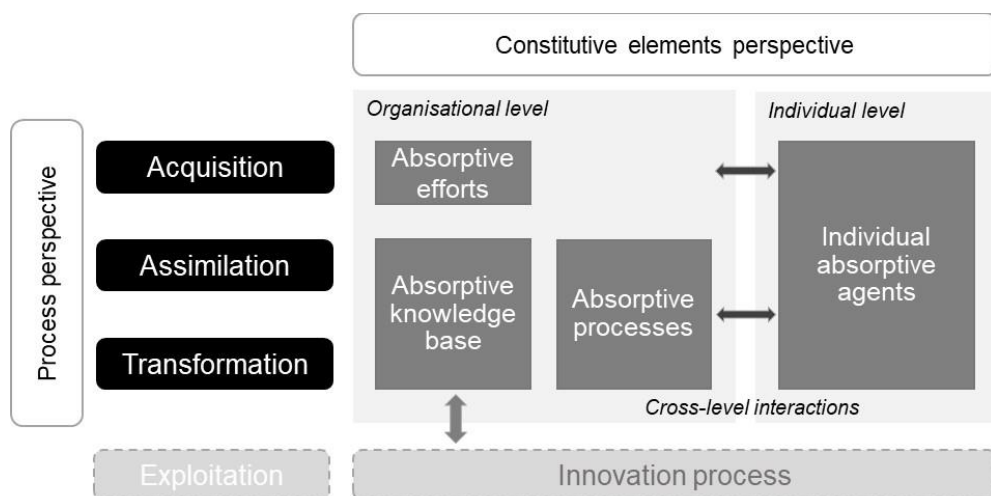 Constitutive elements perspective
Organisational level
Individual level
Process perspective
Acquisition
Absorptive
efforts
Individual
absorptive
agents
Assimilation
Absorptive
knowledge
base
Absorptive
processes
Transformation
Cross-level interactions
Exploitation
Innovation process